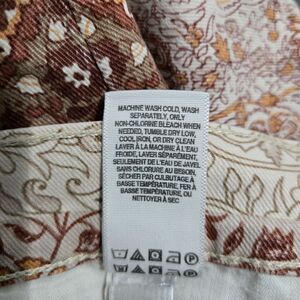 MACHINE WASH COLD, WASH
SEPARATELY, ONLY
NON-CHLORINE BLEACH WHEN
NEEDED, TUMBLE DRY LOW,
COOL IRON, OR DRY CLEAN
LAVER À LA MACHINE À L'EAU
FROIDE, LAVER SÉPARÉMENT,
SEULEMENT DE L'EAU DE JAVEL
SANS CHLORURE AU BESOIN,
SÉCHER PAR CULBUTAGE À
BASSE TEMPÉRATURE, FER À
BASSE TEMPÉRATURE, OU
NETTOYER À SEC